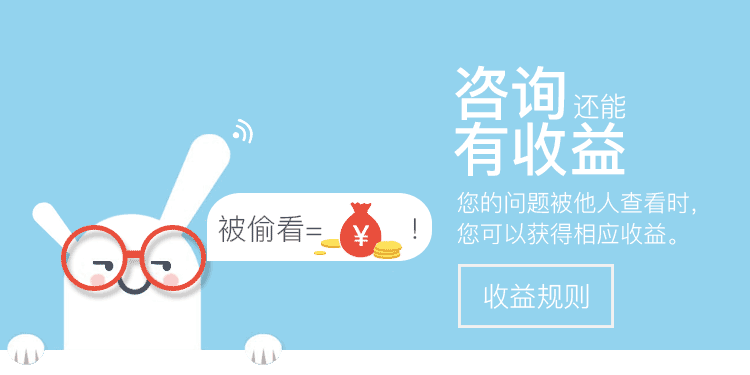 咨询还能
有收益
您的问题被他人查看时，
您可以获得相应收益。
收益规则
被偷看=¥！